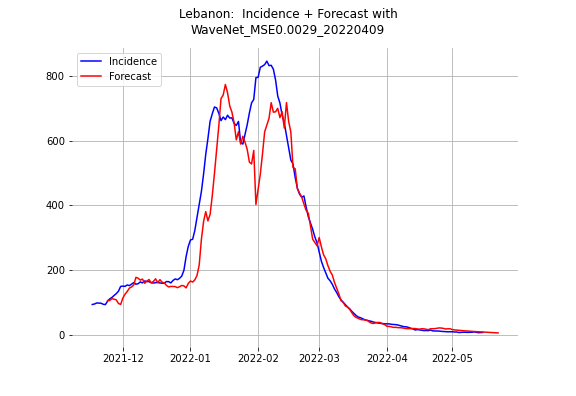 Lebanon:  Incidence + Forecast with
WaveNet_MSE0.0029_20220409
Incidence
Forecast
800
600
400
200
0
2021-12
2022-01
2022-02
2022-03
2022-04
2022-05